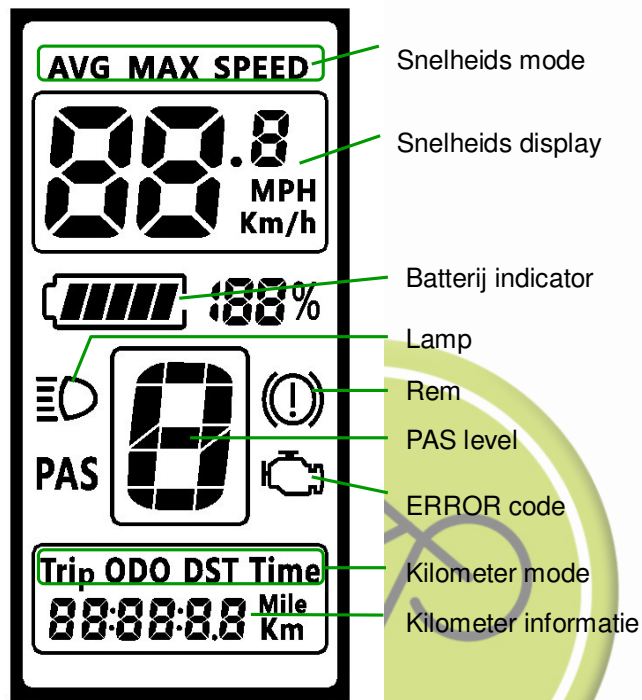 AVG MAX SPEED
Snelheids mode
88.8
MPH
Km/h
Snelheids display
188%
Batterij indicator
Lamp
Rem
8
PAS level
PAS
ERROR code
Trip ODO DST Time
Kilometer mode
88:88:8.8
Mile
Km
Kilometer informatie